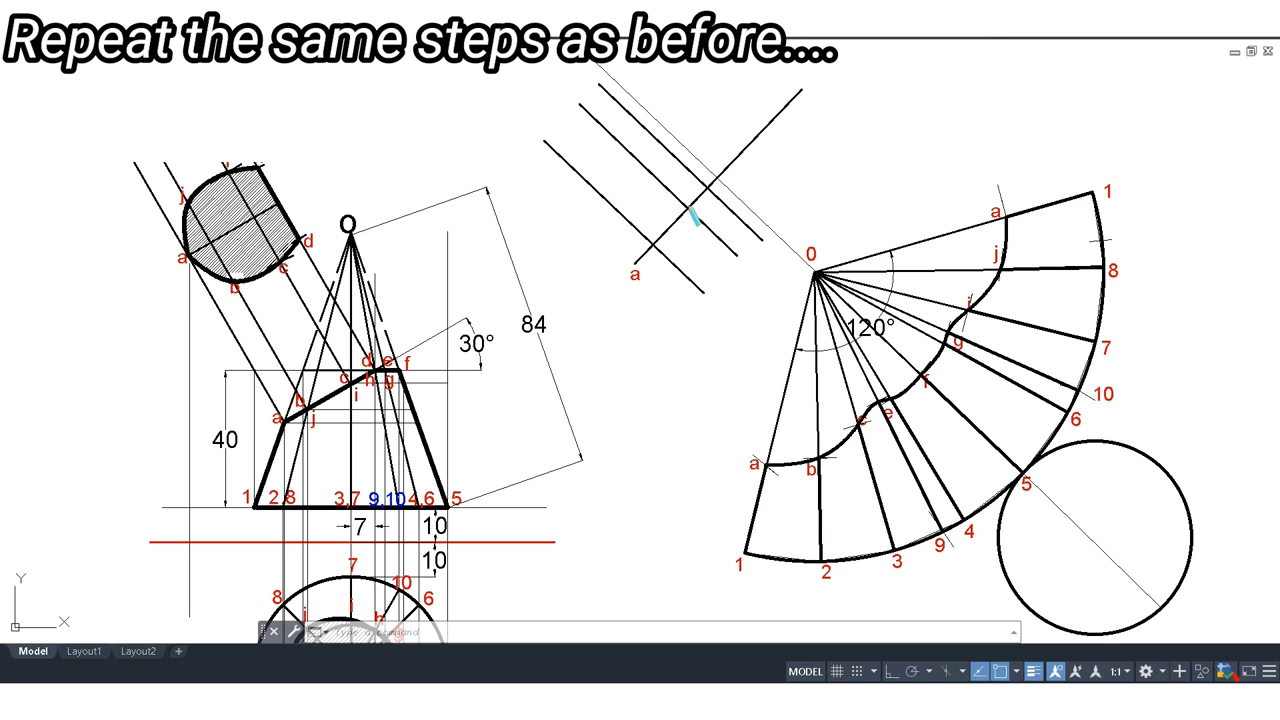 Repeat the same steps as before....
j
a
b
c
d
O
84
30°
40
a
b
c
d
e
f
h
g
i
j
1
2,8
3,7
9,10
4,6
5
7
10
10
7
8
10
6
i
j
h
g
a
0
120°
a
j
i
g
f
e
c
b
a
1
8
7
10
6
5
4
9
3
2
1
Y
X
Type a command
Model
Layout1
Layout2
+
MODEL
1:1